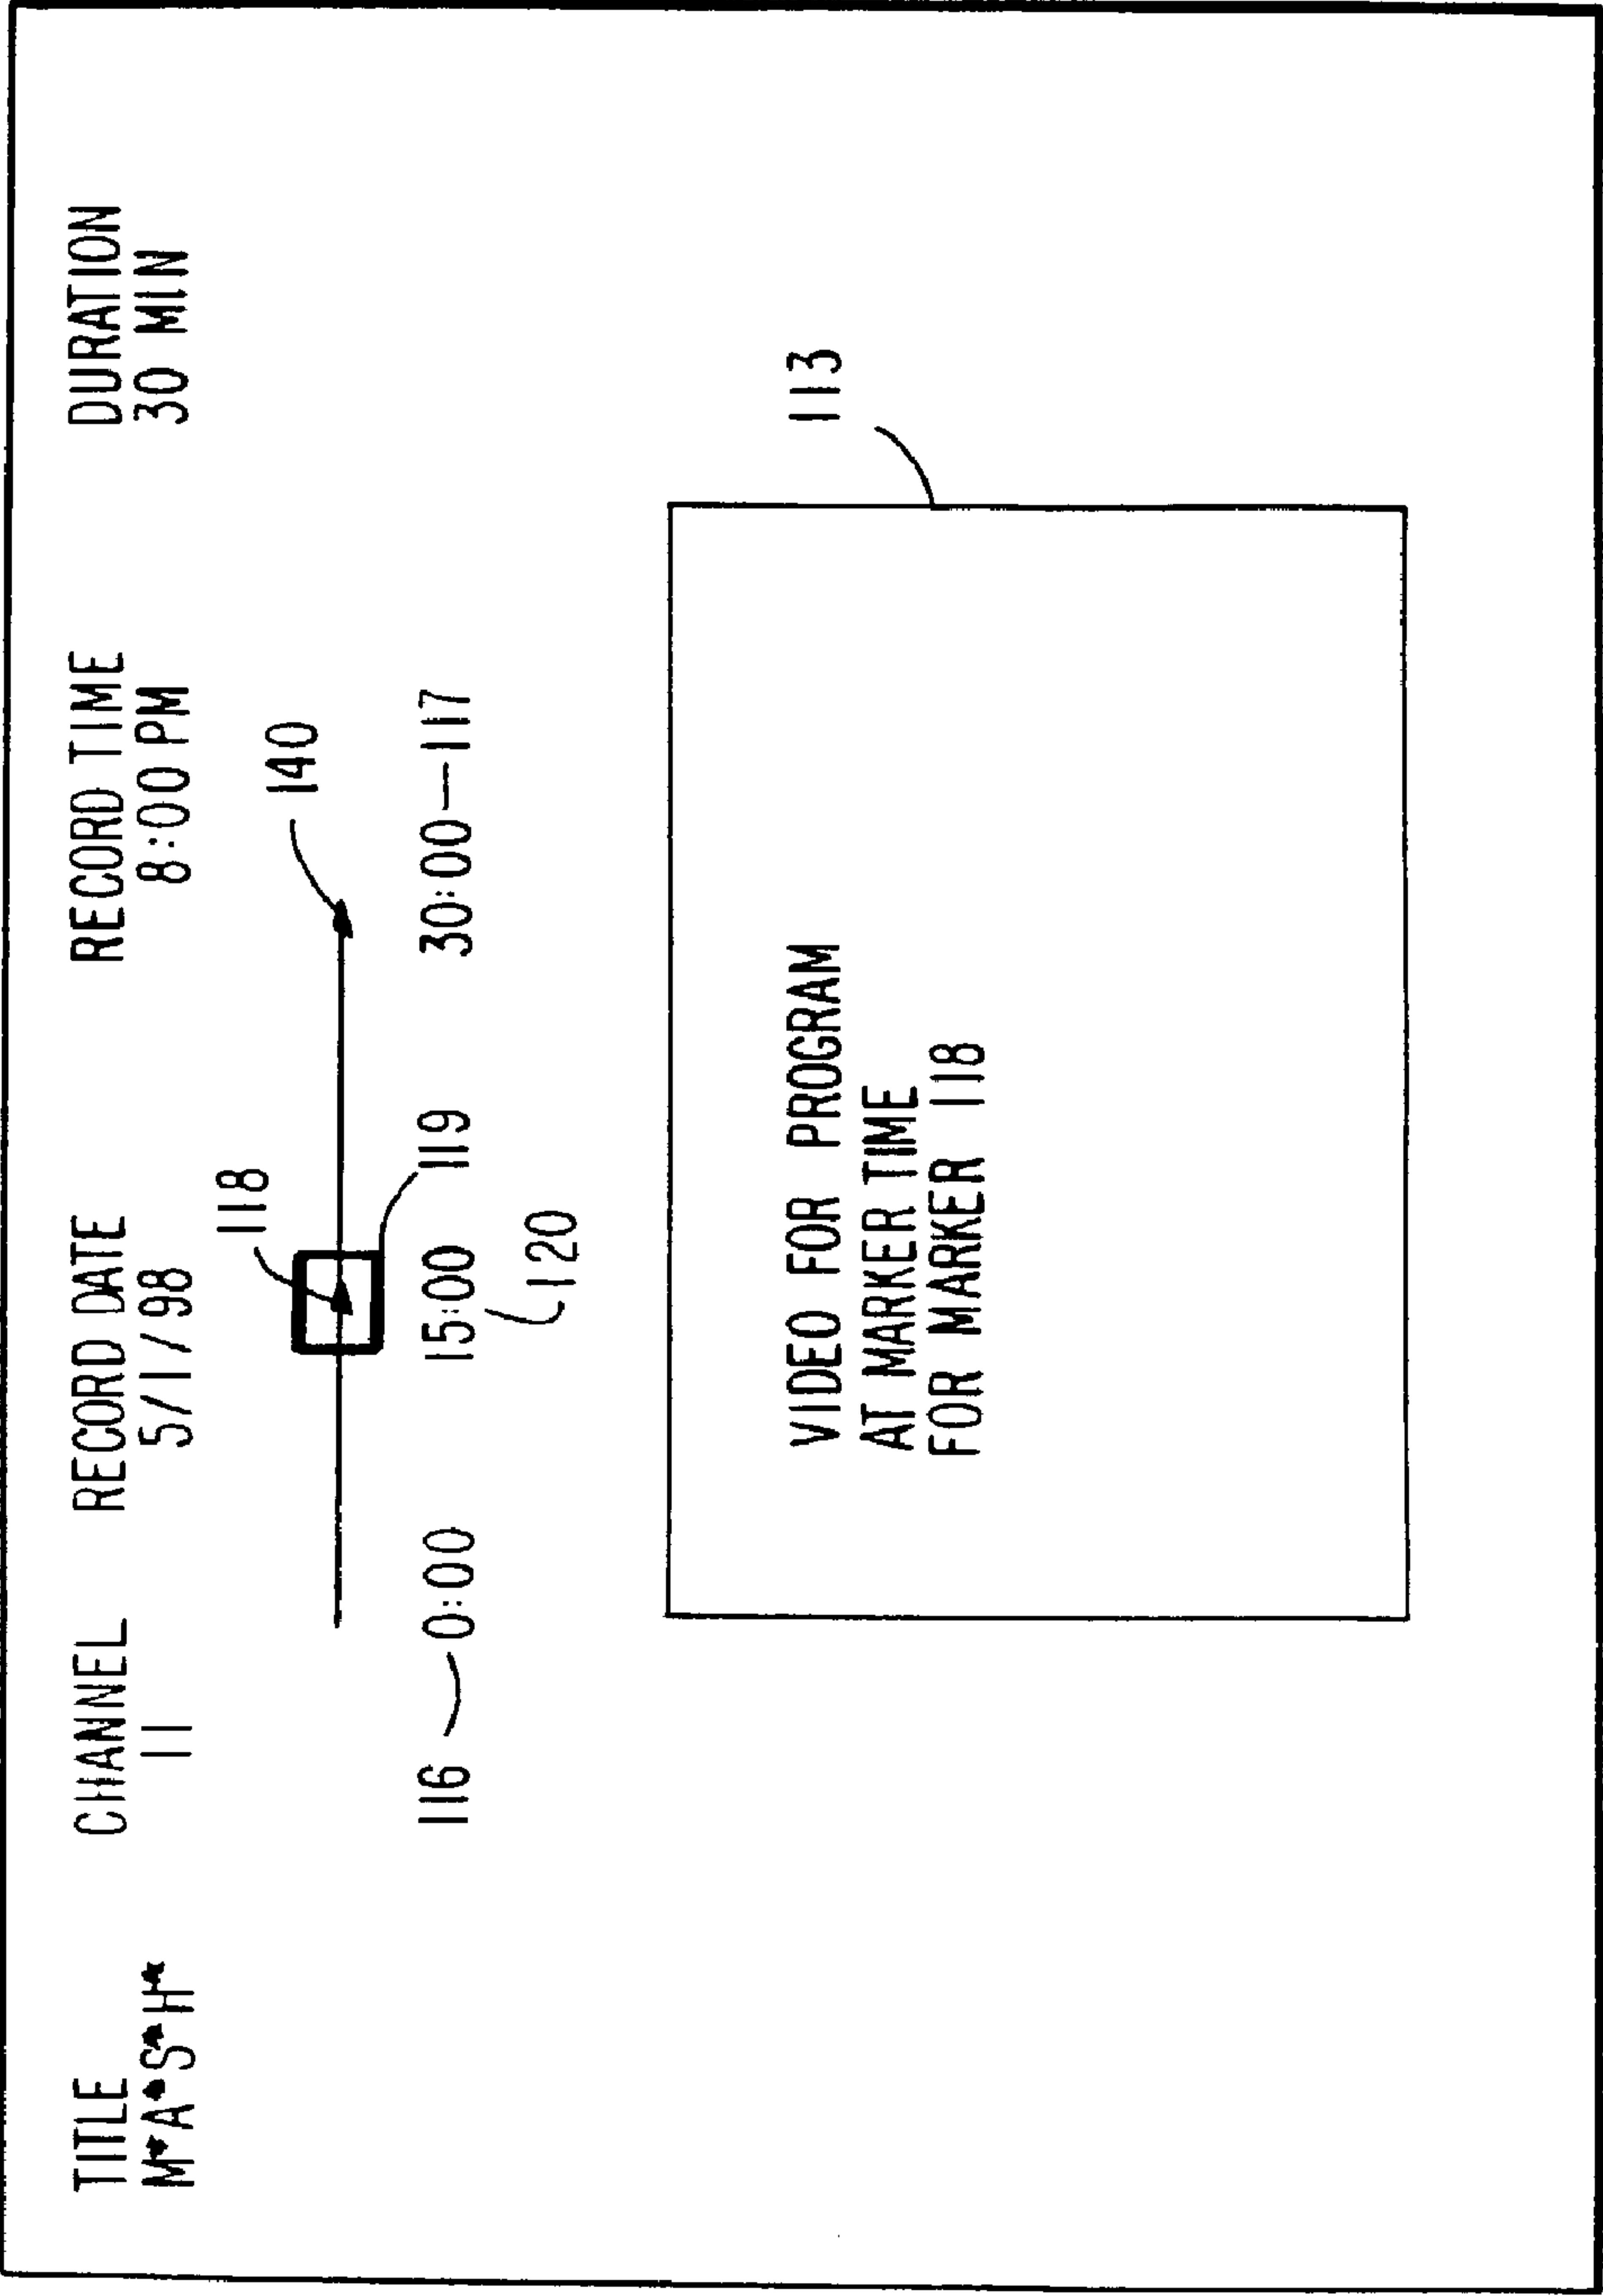 TITLE CHANNEL RECORD DATE RECORD TIME DURATION
M*A*S*H* 11 5/1/98 8:00 PM 30 MIN
118
140
119
116 0:00 15:00 30:00 117
120
113
VIDEO FOR PROGRAM
AT MARKER TIME
FOR MARKER 118